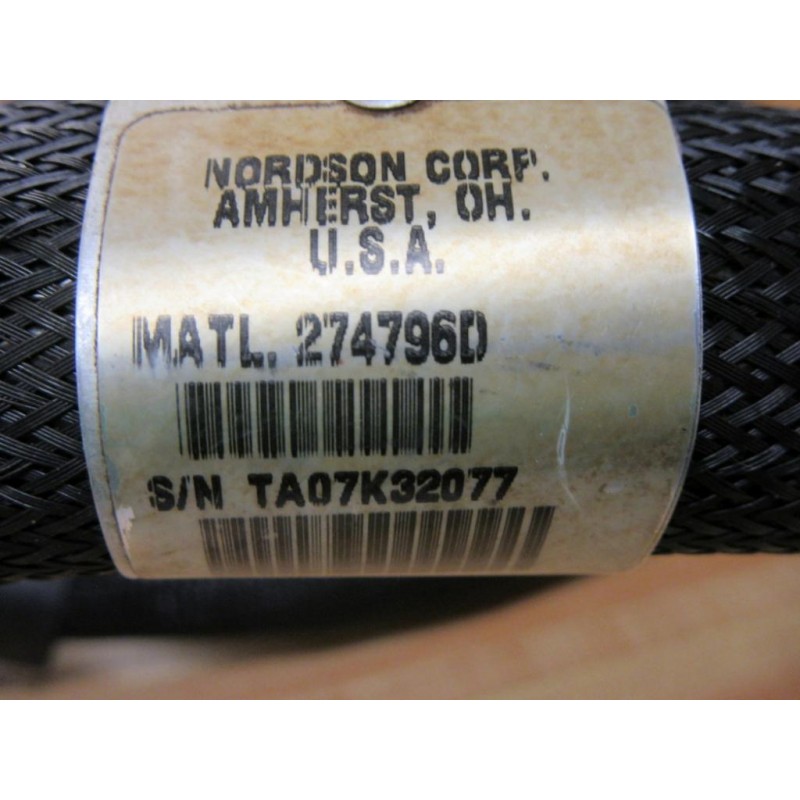 NORDSON CORP.
AMHERST, OH.
U.S.A.
MATL. 274796D
S/N TA07K32077